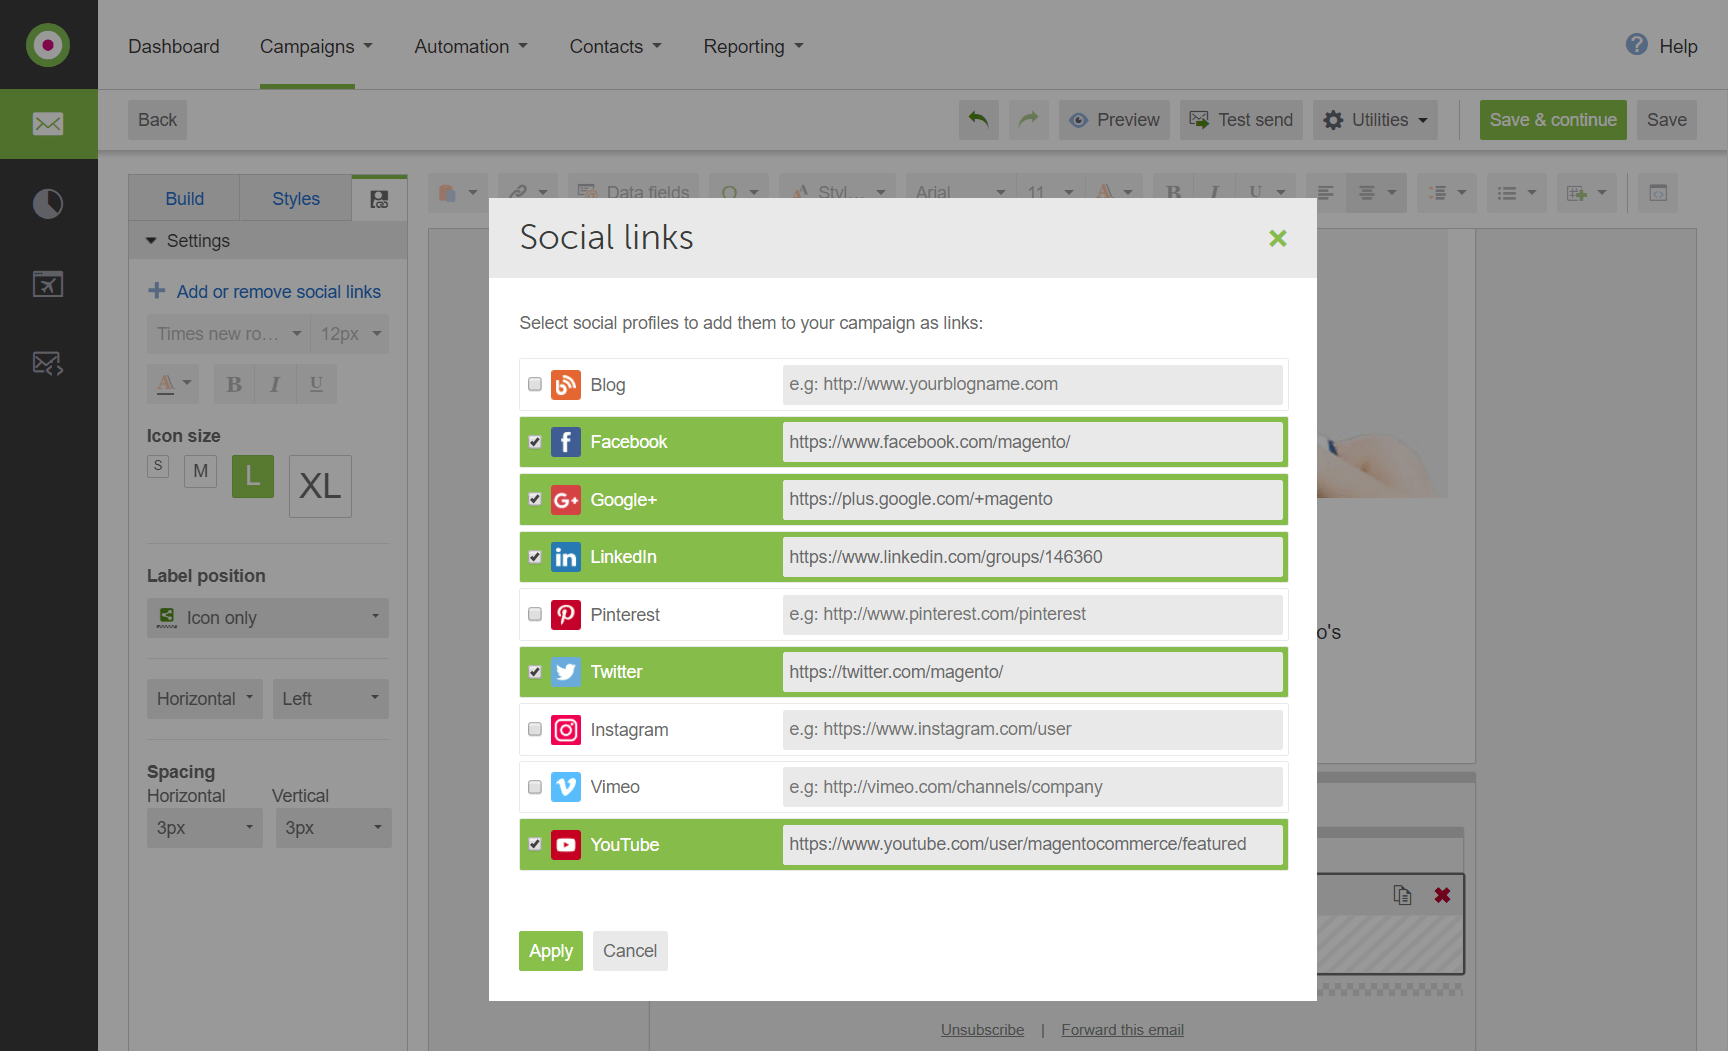 Dashboard Campaigns Automation Contacts Reporting Help
Back Preview Test send Utilities Save & continue Save
Build Styles
Data fields Styl... Arial 11 A B I U
Settings
Add or remove social links
Times new ro... 12px
A B I U
Icon size
S M L XL
Label position
Icon only
Horizontal Left
Spacing
Horizontal Vertical
3px 3px
Social links
Select social profiles to add them to your campaign as links:
Blog e.g: http://www.yourblogname.com
Facebook https://www.facebook.com/magento/
G+ Google+ https://plus.google.com/+magento
in LinkedIn https://www.linkedin.com/groups/146360
Pinterest e.g: http://www.pinterest.com/pinterest
Twitter https://twitter.com/magento/
Instagram e.g: https://www.instagram.com/user
Vimeo e.g: http://vimeo.com/channels/company
YouTube https://www.youtube.com/user/magentocommerce/featured
Apply Cancel
o's
Unsubscribe | Forward this email